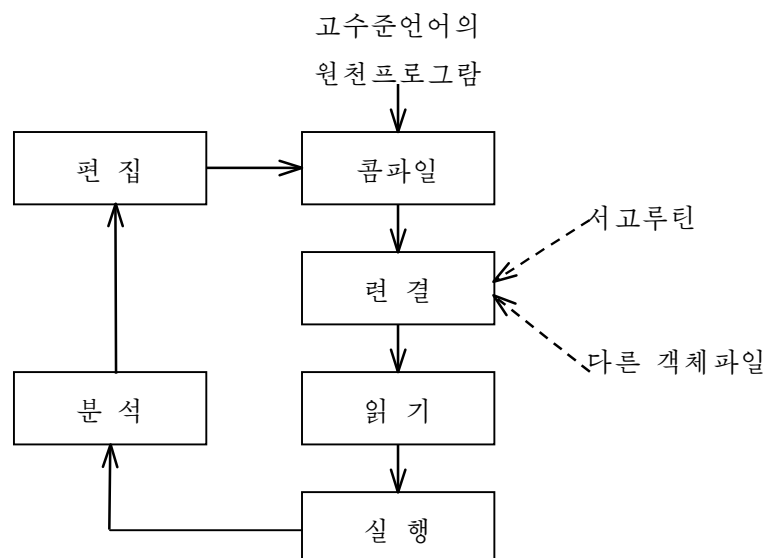 고수준언어의
원천프로그람
편 집
콤파일
서고루틴
련 결
다른 객체파일
분 석
읽 기
실 행